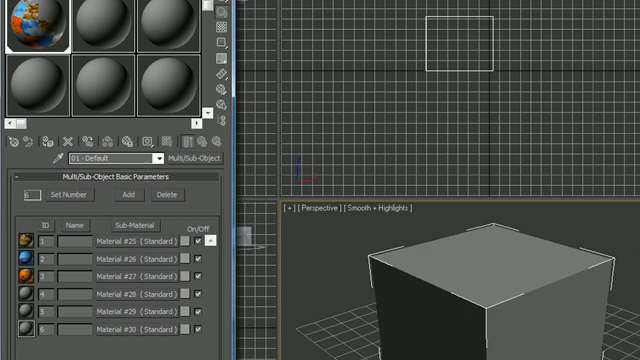 01 - Default
Multi/Sub-Object
Multi/Sub-Object Basic Parameters
6 Set Number Add Delete
ID Name Sub-Material On/Off
1 Material #25 ( Standard )
2 Material #26 ( Standard )
3 Material #27 ( Standard )
4 Material #28 ( Standard )
5 Material #29 ( Standard )
6 Material #30 ( Standard )
[ + ] [ Perspective ] [ Smooth + Highlights ]